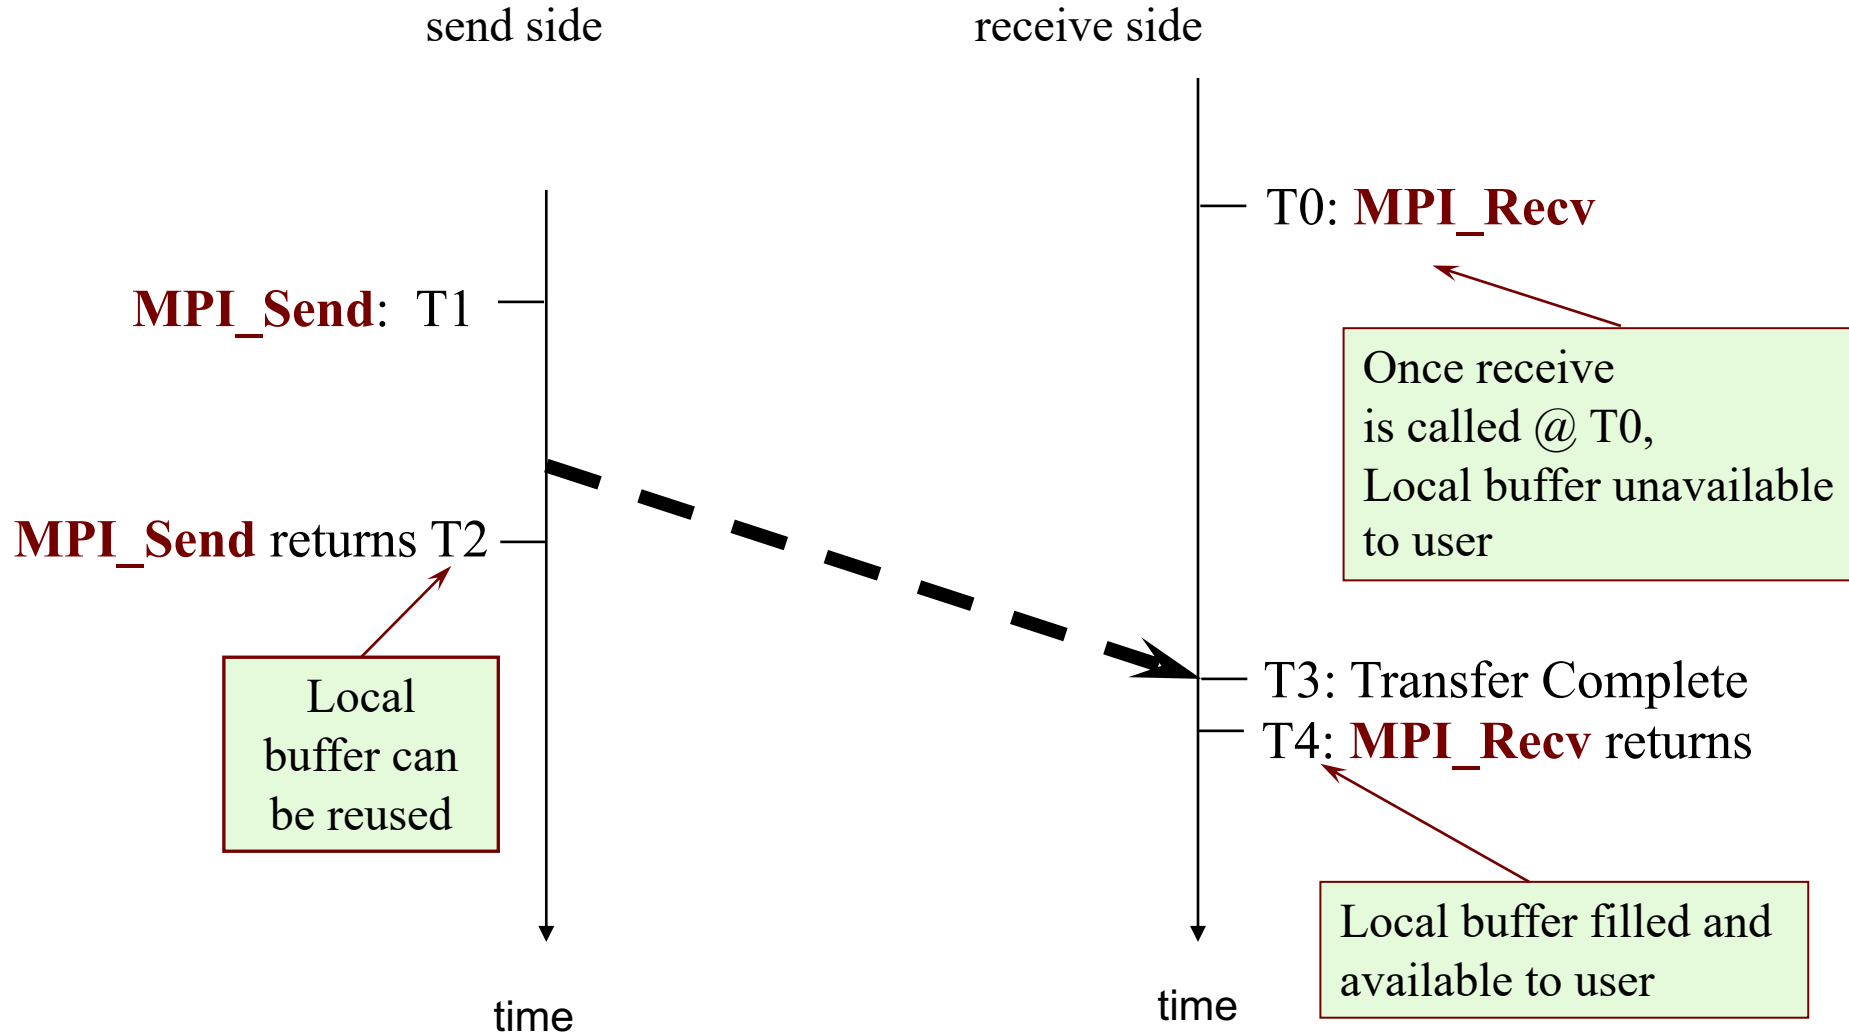 send side
receive side
T0: MPI_Recv
MPI_Send:  T1
Once receive
is called @ T0,
Local buffer unavailable
to user
MPI_Send returns T2
Local
buffer can
be reused
T3: Transfer Complete
T4: MPI_Recv returns
Local buffer filled and
available to user
time
time